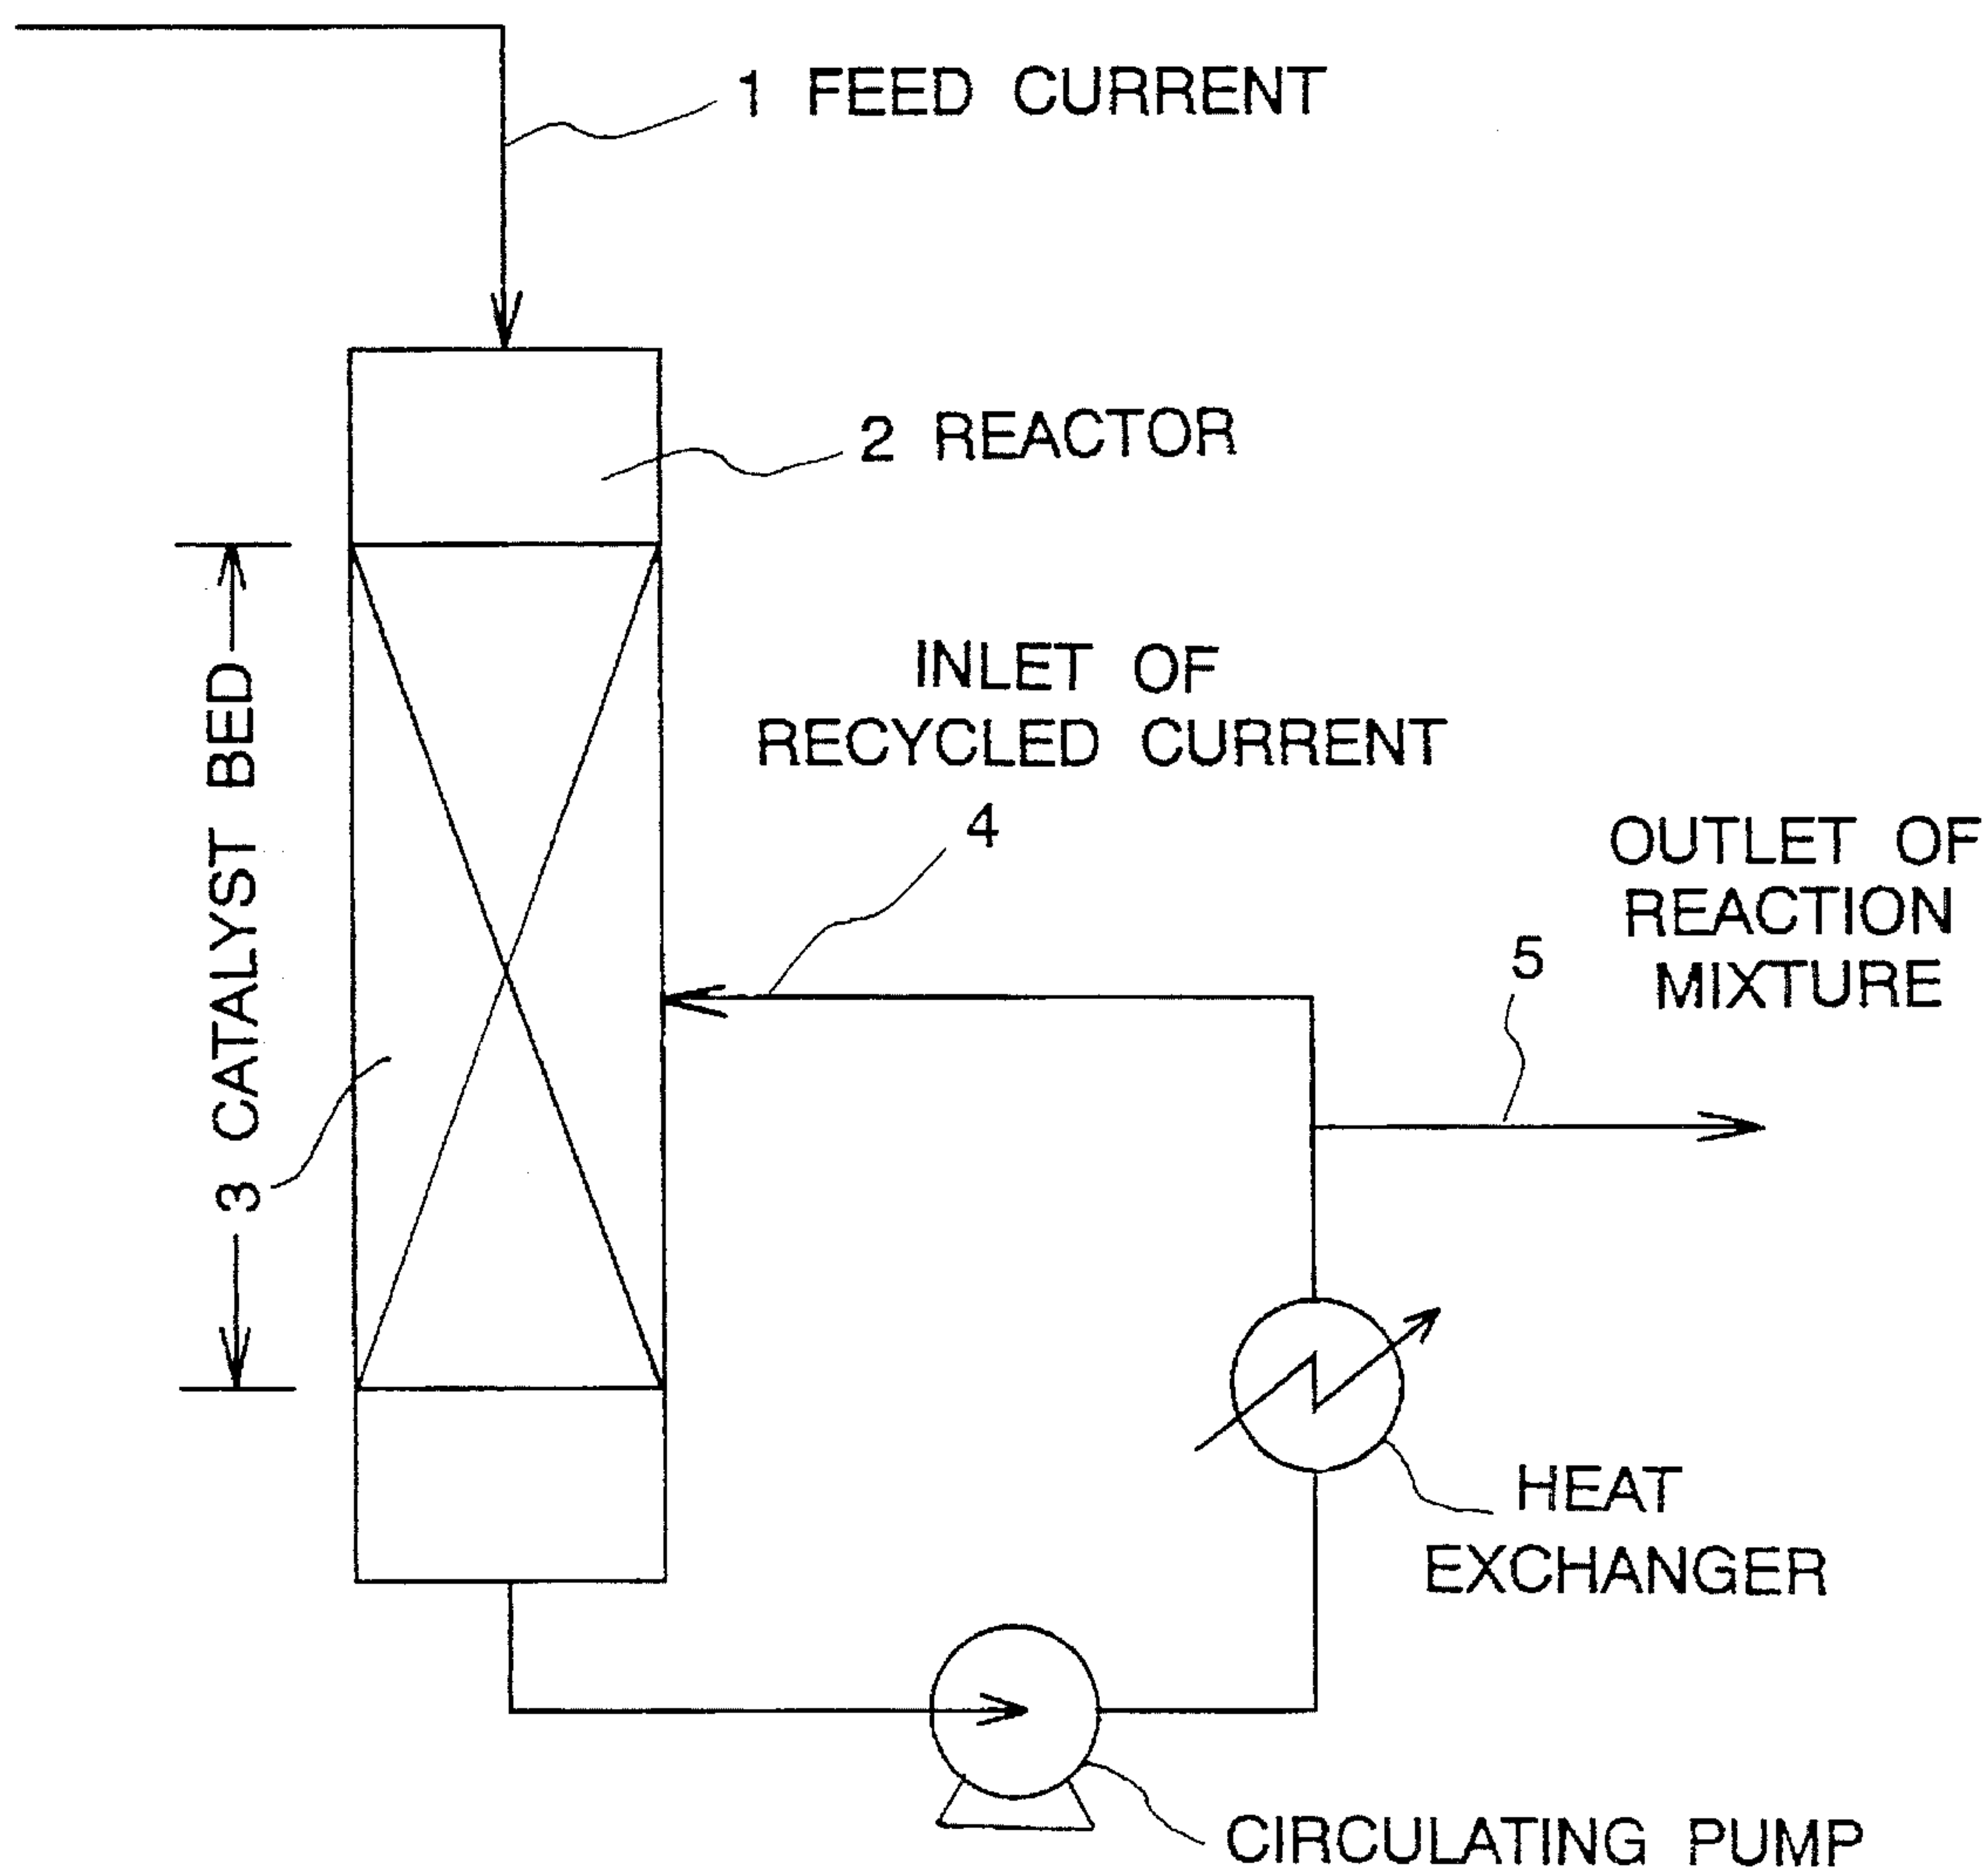 1 FEED CURRENT
2 REACTOR
3 CATALYST BED
INLET OF
RECYCLED CURRENT
4
OUTLET OF
REACTION
MIXTURE
5
HEAT
EXCHANGER
CIRCULATING PUMP